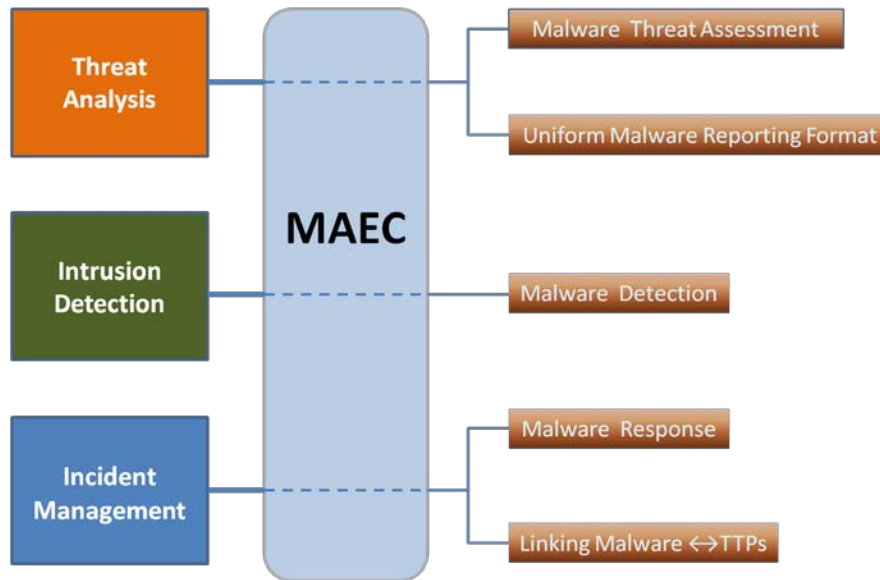 Threat
Analysis
Malware Threat Assessment
Uniform Malware Reporting Format
MAEC
Intrusion
Detection
Malware Detection
Incident
Management
Malware Response
Linking Malware ↔TTPs